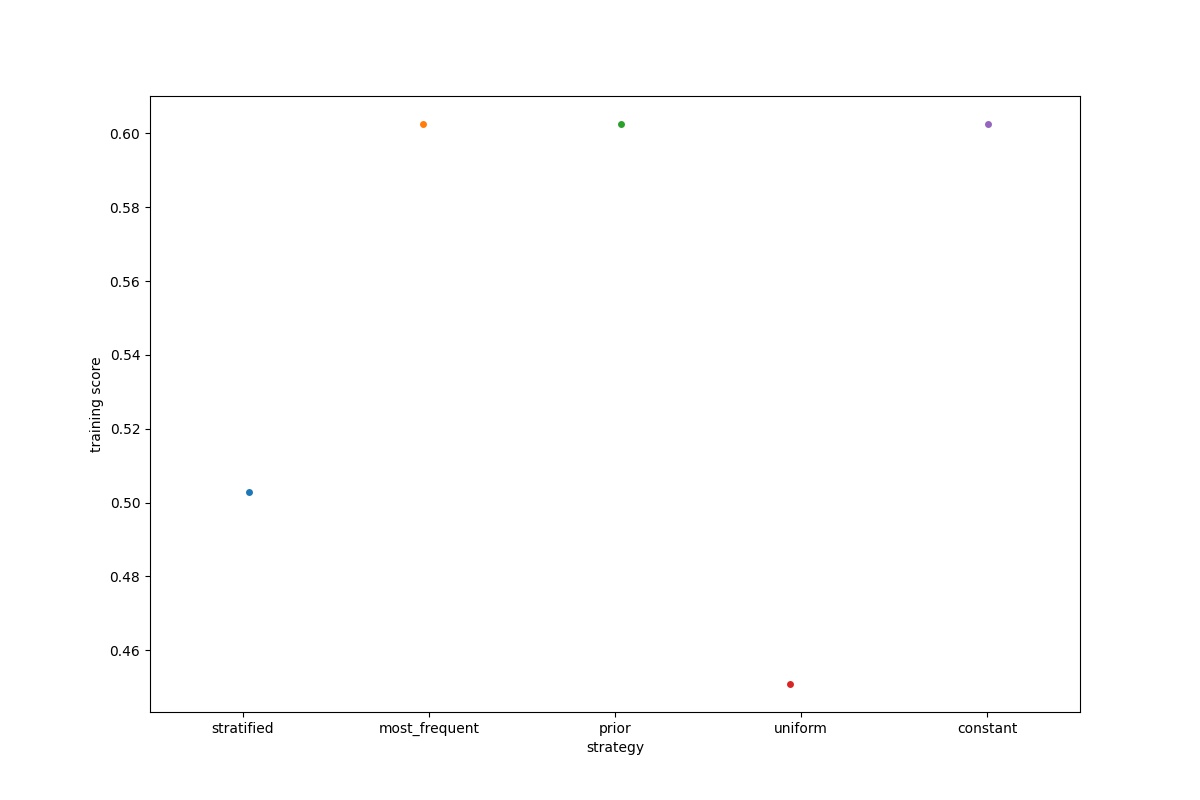 0.60
0.58
0.56
0.54
0.52
0.50
0.48
0.46
training score
stratified most_frequent prior uniform constant
strategy